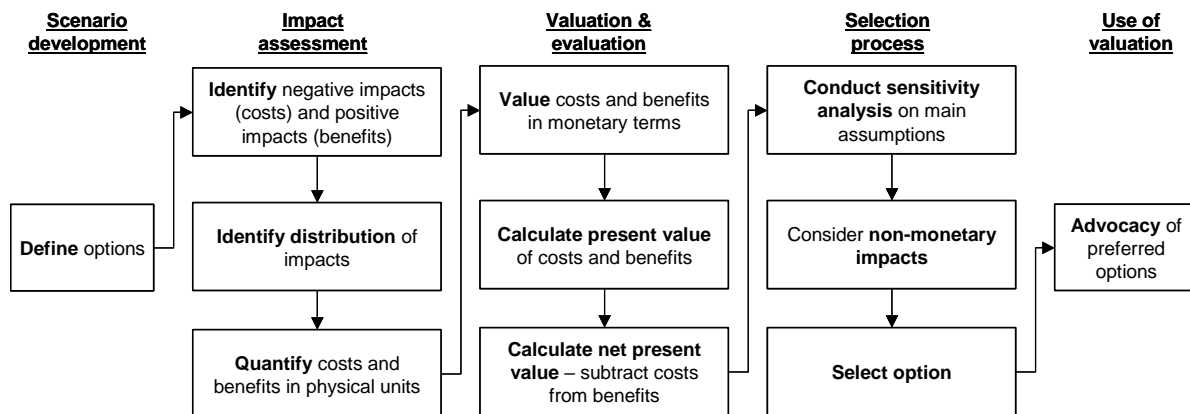 Scenario
development
Impact
assessment
Valuation &
evaluation
Selection
process
Use of
valuation
Define options
Identify negative impacts
(costs) and positive
impacts (benefits)
Identify distribution of
impacts
Quantify costs and
benefits in physical units
Value costs and benefits
in monetary terms
Calculate present value
of costs and benefits
Calculate net present
value – subtract costs
from benefits
Conduct sensitivity
analysis on main
assumptions
Consider non-monetary
impacts
Select option
Advocacy of
preferred
options